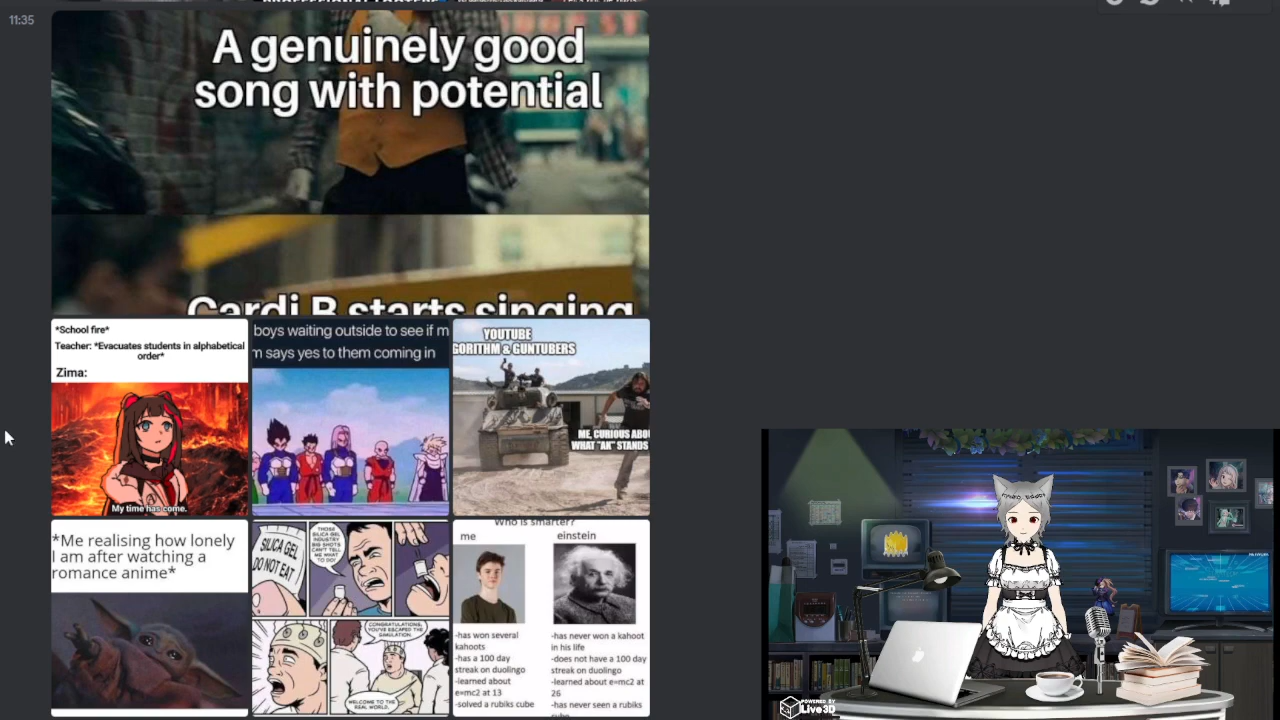 11:35
A genuinely good
song with potential
Cardi B starts singing
*School fire*
Teacher: *Evacuates students in alphabetical
order*
Zima:
My time has come.
boys waiting outside to see if m
m says yes to them coming in
YOUTUBE
GORITHM & GUNTUBERS
ME, CURIOUS ABO
WHAT "AK" STANDS
*Me realising how lonely
I am after watching a
romance anime*
SILICA GEL
DO NOT EAT
THOSE
SILICA-GEL
INDUSTRY
BIG SHOTS
CAN'T TELL
ME WHAT
TO DO!
CONGRATULATIONS,
YOU'VE ESCAPED THE
SIMULATION.
WELCOME TO THE
REAL WORLD.
Who is smarter?
me
einstein
-has won several
kahoots
-has a 100 day
streak on duolingo
-learned about
e=mc2 at 13
-solved a rubiks cube
-has never won a kahoot
in his life
-does not have a 100 day
streak on duolingo
-learned about e=mc2 at
26
-has never seen a rubiks
cube
POWERED BY
Live3D